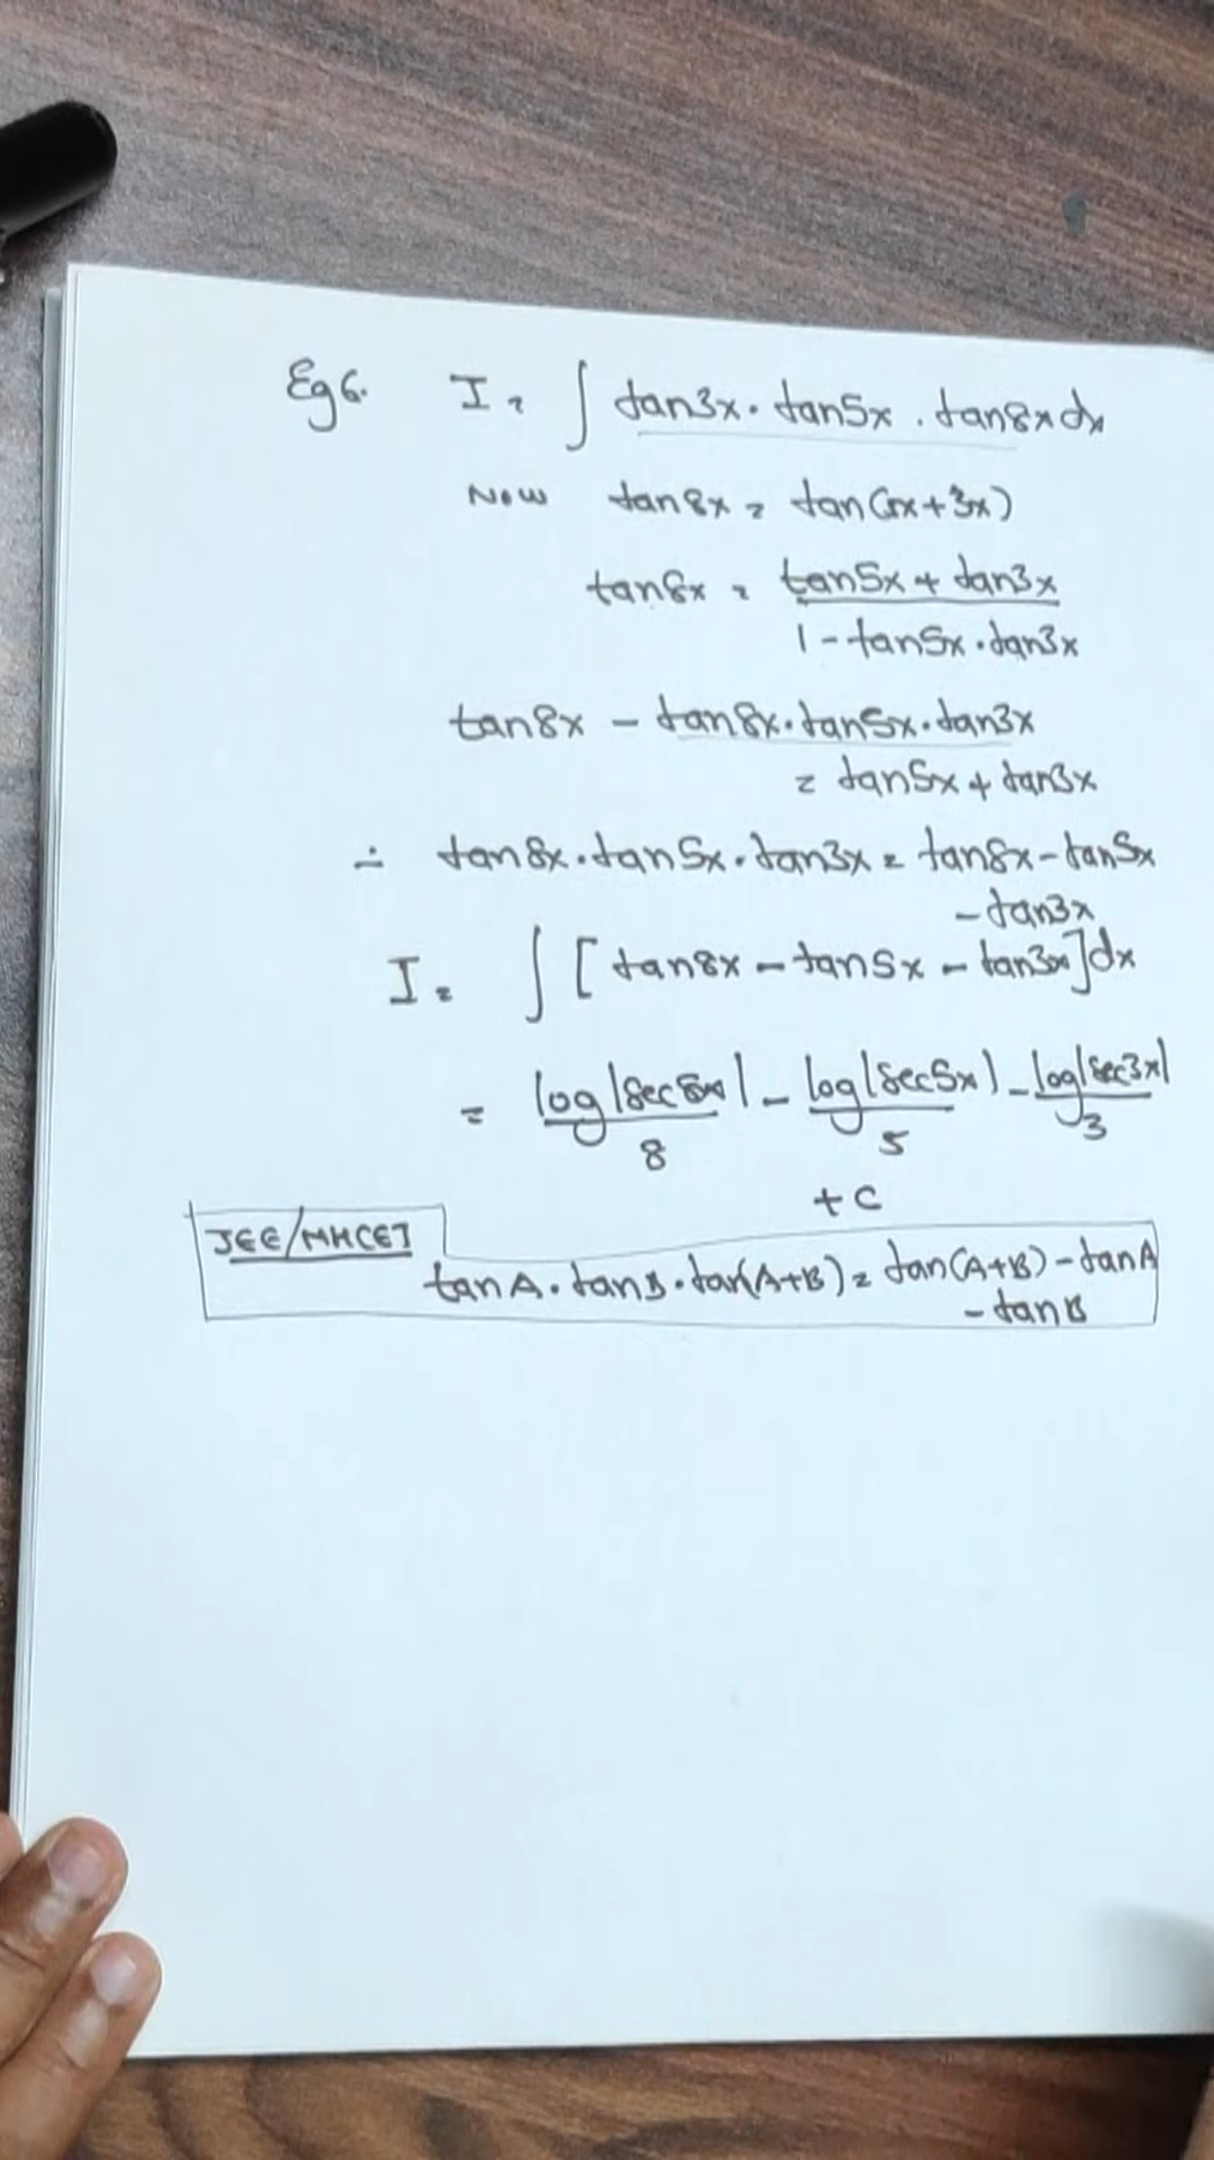 Eg 6. I = ∫ tan3x . tan5x . tan8x dx
Now tan8x = tan(5x+3x)
tan8x = tan5x + tan3x
1 - tan5x . tan3x
tan8x - tan8x . tan5x . tan3x
= tan5x + tan3x
∴ tan8x . tan5x . tan3x = tan8x - tan5x
- tan3x
I = ∫ [ tan8x - tan5x - tan3x ] dx
= log|sec8x| - log|sec5x| - log|sec3x|
8 5 3
+ c
JEE/MHCET
tanA . tanB . tan(A+B) = tan(A+B) - tanA
- tanB